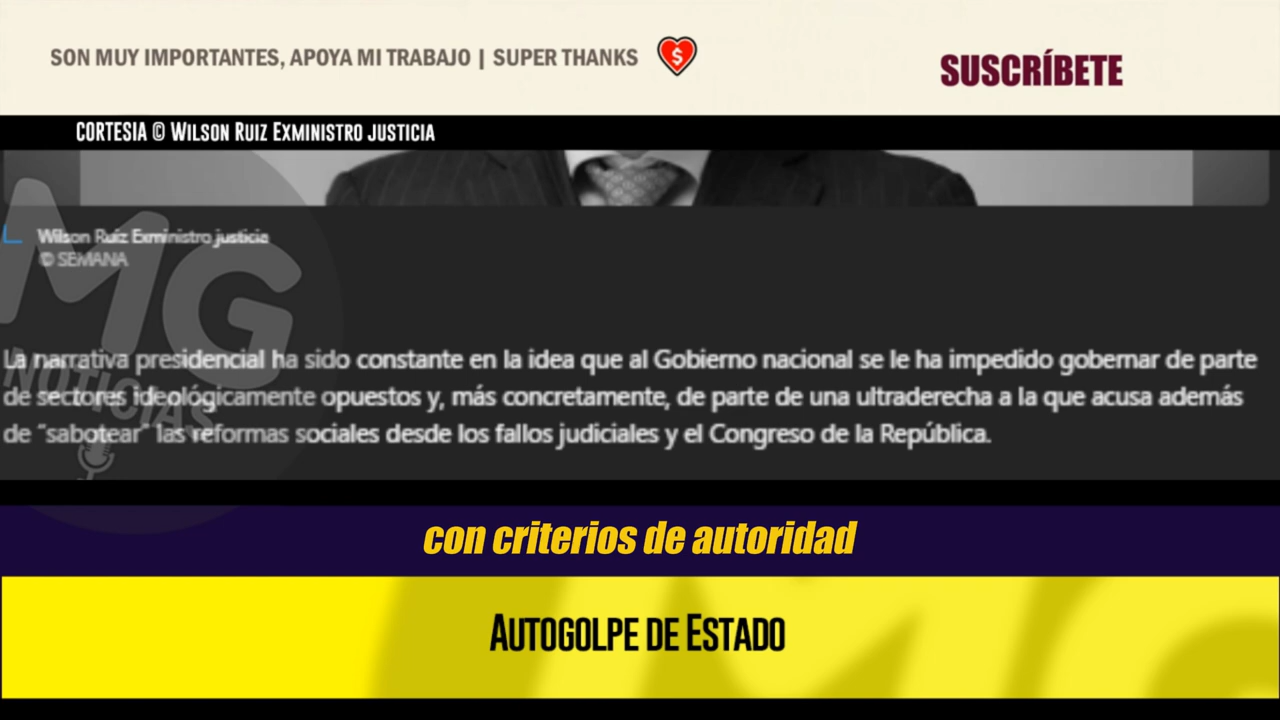 SON MUY IMPORTANTES, APOYA MI TRABAJO | SUPER THANKS
$
SUSCRÍBETE
CORTESIA © WILSON RUIZ EXMINISTRO JUSTICIA
Wilson Ruiz Exministro justicia
© SEMANA
MG
NOTICIAS
La narrativa presidencial ha sido constante en la idea que al Gobierno nacional se le ha impedido gobernar de parte
de sectores ideológicamente opuestos y, más concretamente, de parte de una ultraderecha a la que acusa además
de "sabotear" las reformas sociales desde los fallos judiciales y el Congreso de la República.
con criterios de autoridad
AUTOGOLPE DE ESTADO
MG